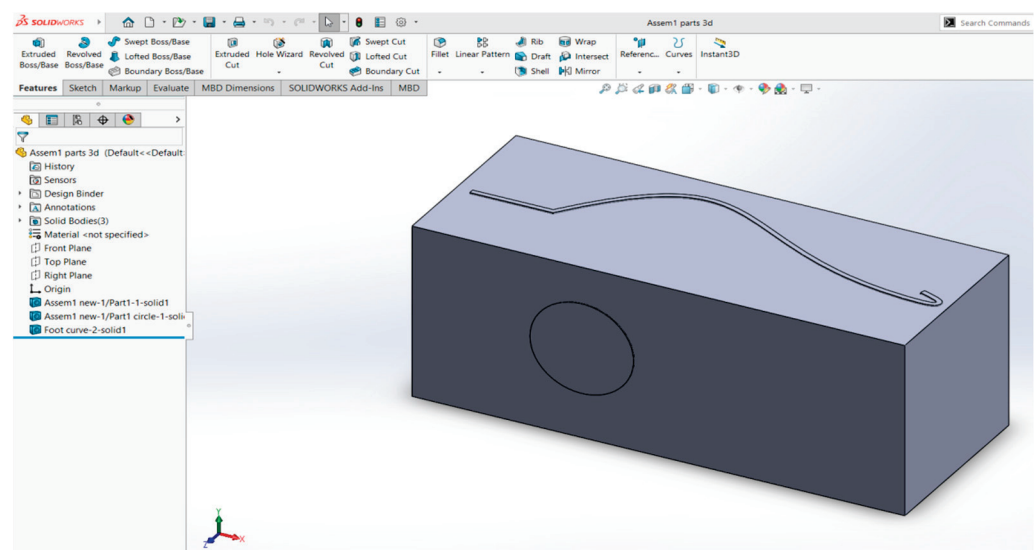 SOLIDWORKS
Assem1 parts 3d
Search Commands
Extruded Boss/Base
Revolved Boss/Base
Swept Boss/Base
Lofted Boss/Base
Boundary Boss/Base
Extruded Cut
Hole Wizard
Revolved Cut
Swept Cut
Lofted Cut
Boundary Cut
Fillet
Linear Pattern
Rib
Draft
Shell
Wrap
Intersect
Mirror
Referenc...
Curves
Instant3D
Features
Sketch
Markup
Evaluate
MBD Dimensions
SOLIDWORKS Add-Ins
MBD
Assem1 parts 3d (Default<<Default
History
Sensors
Design Binder
Annotations
Solid Bodies(3)
Material <not specified>
Front Plane
Top Plane
Right Plane
Origin
Assem1 new-1/Part1-1-solid1
Assem1 new-1/Part1 circle-1-soli
Foot curve-2-solid1
Y
X
Z